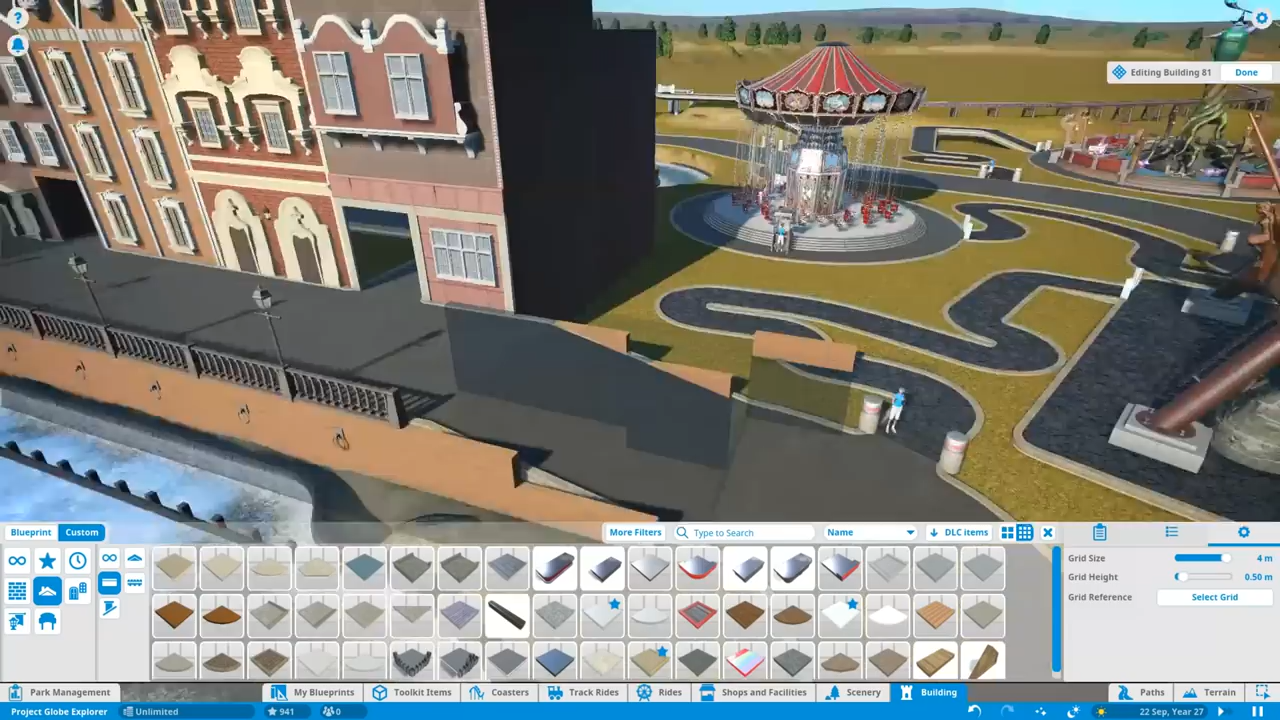 ?
Editing Building 81 Done
Blueprint Custom More Filters Type to Search Name DLC items
Grid Size 4 m
Grid Height 0.50 m
Grid Reference Select Grid
Park Management My Blueprints Toolkit Items Coasters Track Rides Rides Shops and Facilities Scenery Building Paths Terrain
Project Globe Explorer Unlimited 941 0 22 Sep, Year 27